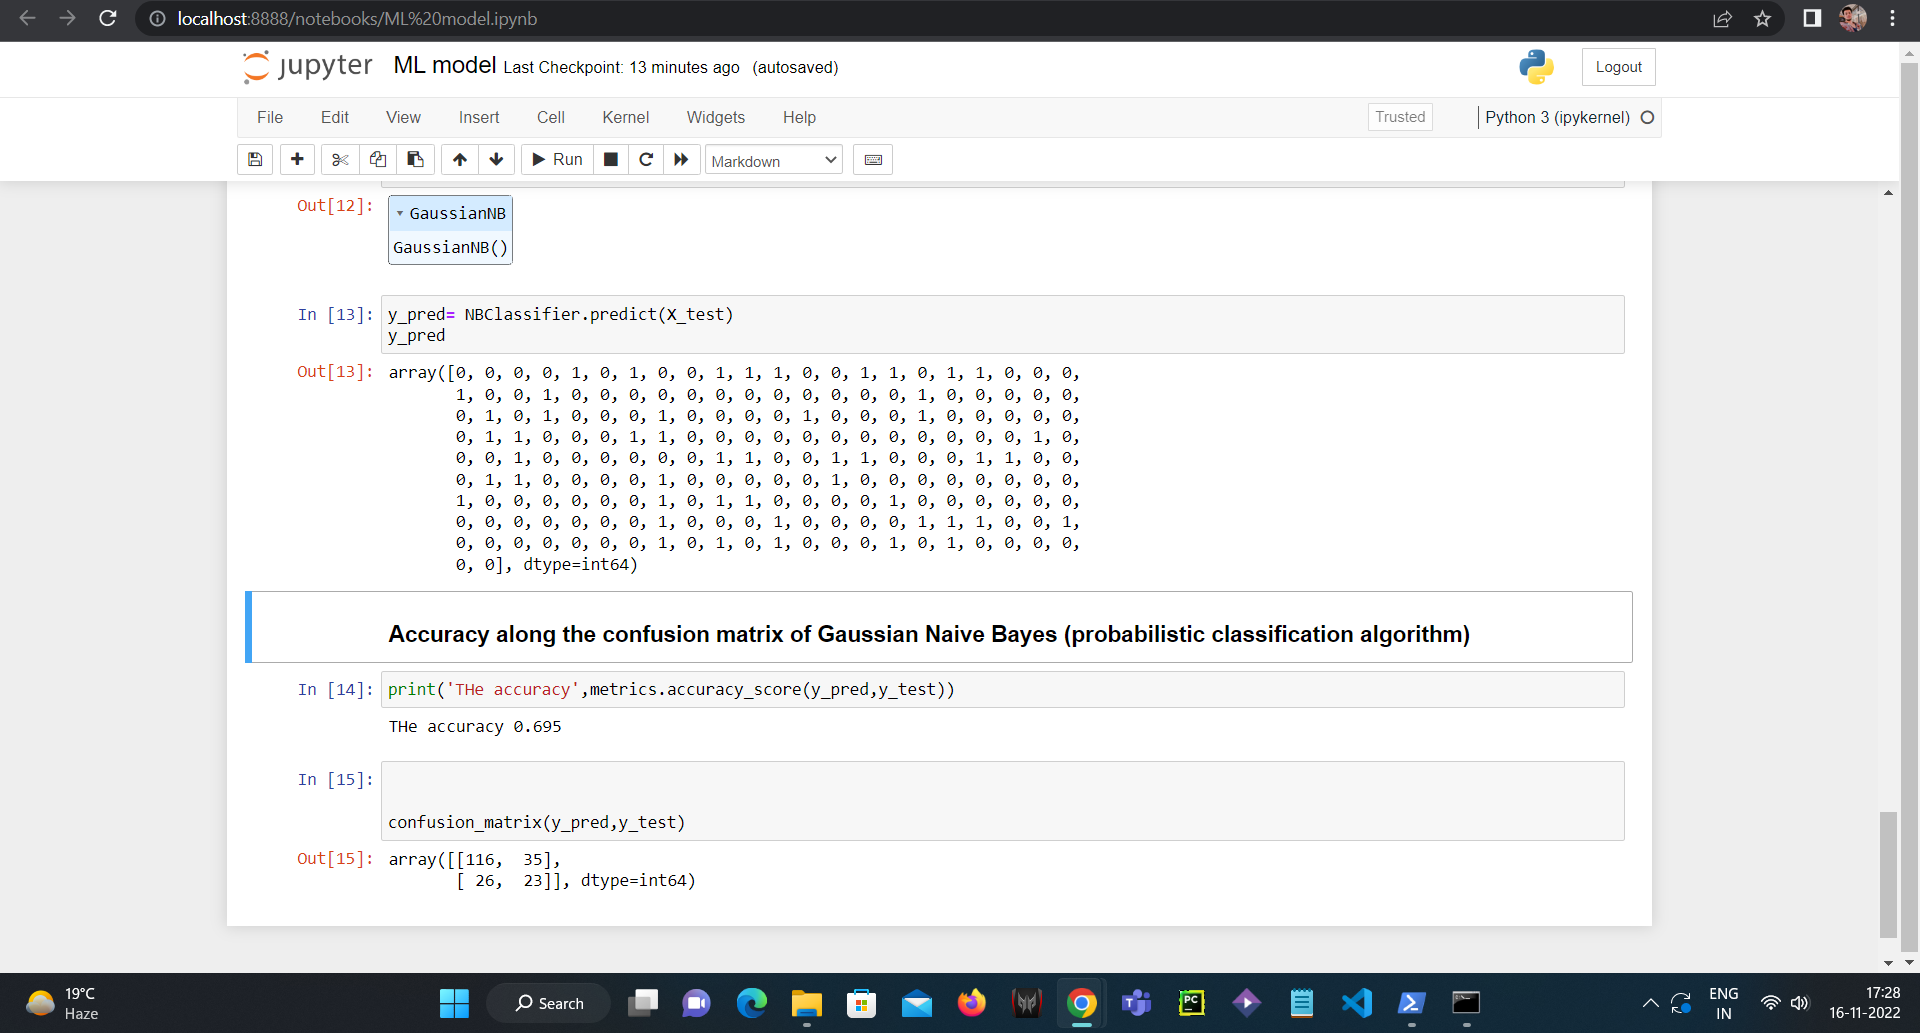 localhost:8888/notebooks/ML%20model.ipynb
jupyter ML model Last Checkpoint: 13 minutes ago (autosaved) Logout
File Edit View Insert Cell Kernel Widgets Help Trusted Python 3 (ipykernel)
Run Markdown
Out[12]: GaussianNB
GaussianNB()
In [13]: y_pred= NBClassifier.predict(X_test)
y_pred
Out[13]: array([0, 0, 0, 0, 1, 0, 1, 0, 0, 1, 1, 1, 0, 0, 1, 1, 0, 1, 1, 0, 0, 0,
1, 0, 0, 1, 0, 0, 0, 0, 0, 0, 0, 0, 0, 0, 0, 0, 1, 0, 0, 0, 0, 0,
0, 1, 0, 1, 0, 0, 0, 1, 0, 0, 0, 0, 1, 0, 0, 0, 1, 0, 0, 0, 0, 0,
0, 1, 1, 0, 0, 0, 1, 1, 0, 0, 0, 0, 0, 0, 0, 0, 0, 0, 0, 0, 1, 0,
0, 0, 1, 0, 0, 0, 0, 0, 0, 1, 1, 0, 0, 1, 1, 0, 0, 0, 1, 1, 0, 0,
0, 1, 1, 0, 0, 0, 0, 1, 0, 0, 0, 0, 0, 1, 0, 0, 0, 0, 0, 0, 0, 0,
1, 0, 0, 0, 0, 0, 0, 1, 0, 1, 1, 0, 0, 0, 0, 1, 0, 0, 0, 0, 0, 0,
0, 0, 0, 0, 0, 0, 0, 1, 0, 0, 0, 1, 0, 0, 0, 0, 1, 1, 1, 0, 0, 1,
0, 0, 0, 0, 0, 0, 0, 1, 0, 1, 0, 1, 0, 0, 0, 1, 0, 1, 0, 0, 0, 0,
0, 0], dtype=int64)
Accuracy along the confusion matrix of Gaussian Naive Bayes (probabilistic classification algorithm)
In [14]: print('THe accuracy',metrics.accuracy_score(y_pred,y_test))
THe accuracy 0.695
In [15]:
confusion_matrix(y_pred,y_test)
Out[15]: array([[116, 35],
[ 26, 23]], dtype=int64)
19°C
Haze
Search
PC
ENG
IN
17:28
16-11-2022